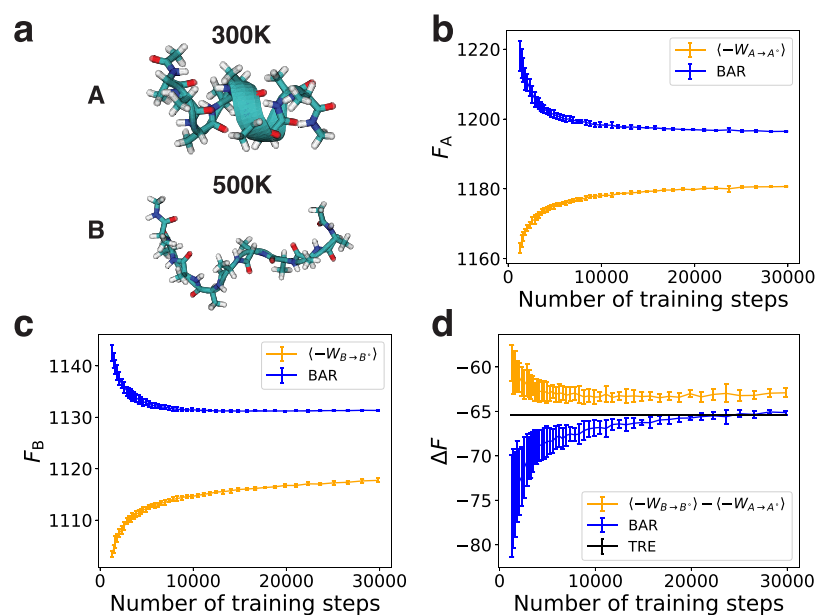 a
300K
A
500K
B
b
1220
1200
1180
1160
F_A
0
10000
20000
30000
Number of training steps
⟨−W_{A→A°}⟩
BAR
c
1140
1130
1120
1110
F_B
0
10000
20000
30000
Number of training steps
⟨−W_{B→B°}⟩
BAR
d
−60
−65
−70
−75
−80
ΔF
0
10000
20000
30000
Number of training steps
⟨−W_{B→B°}⟩ − ⟨−W_{A→A°}⟩
BAR
TRE